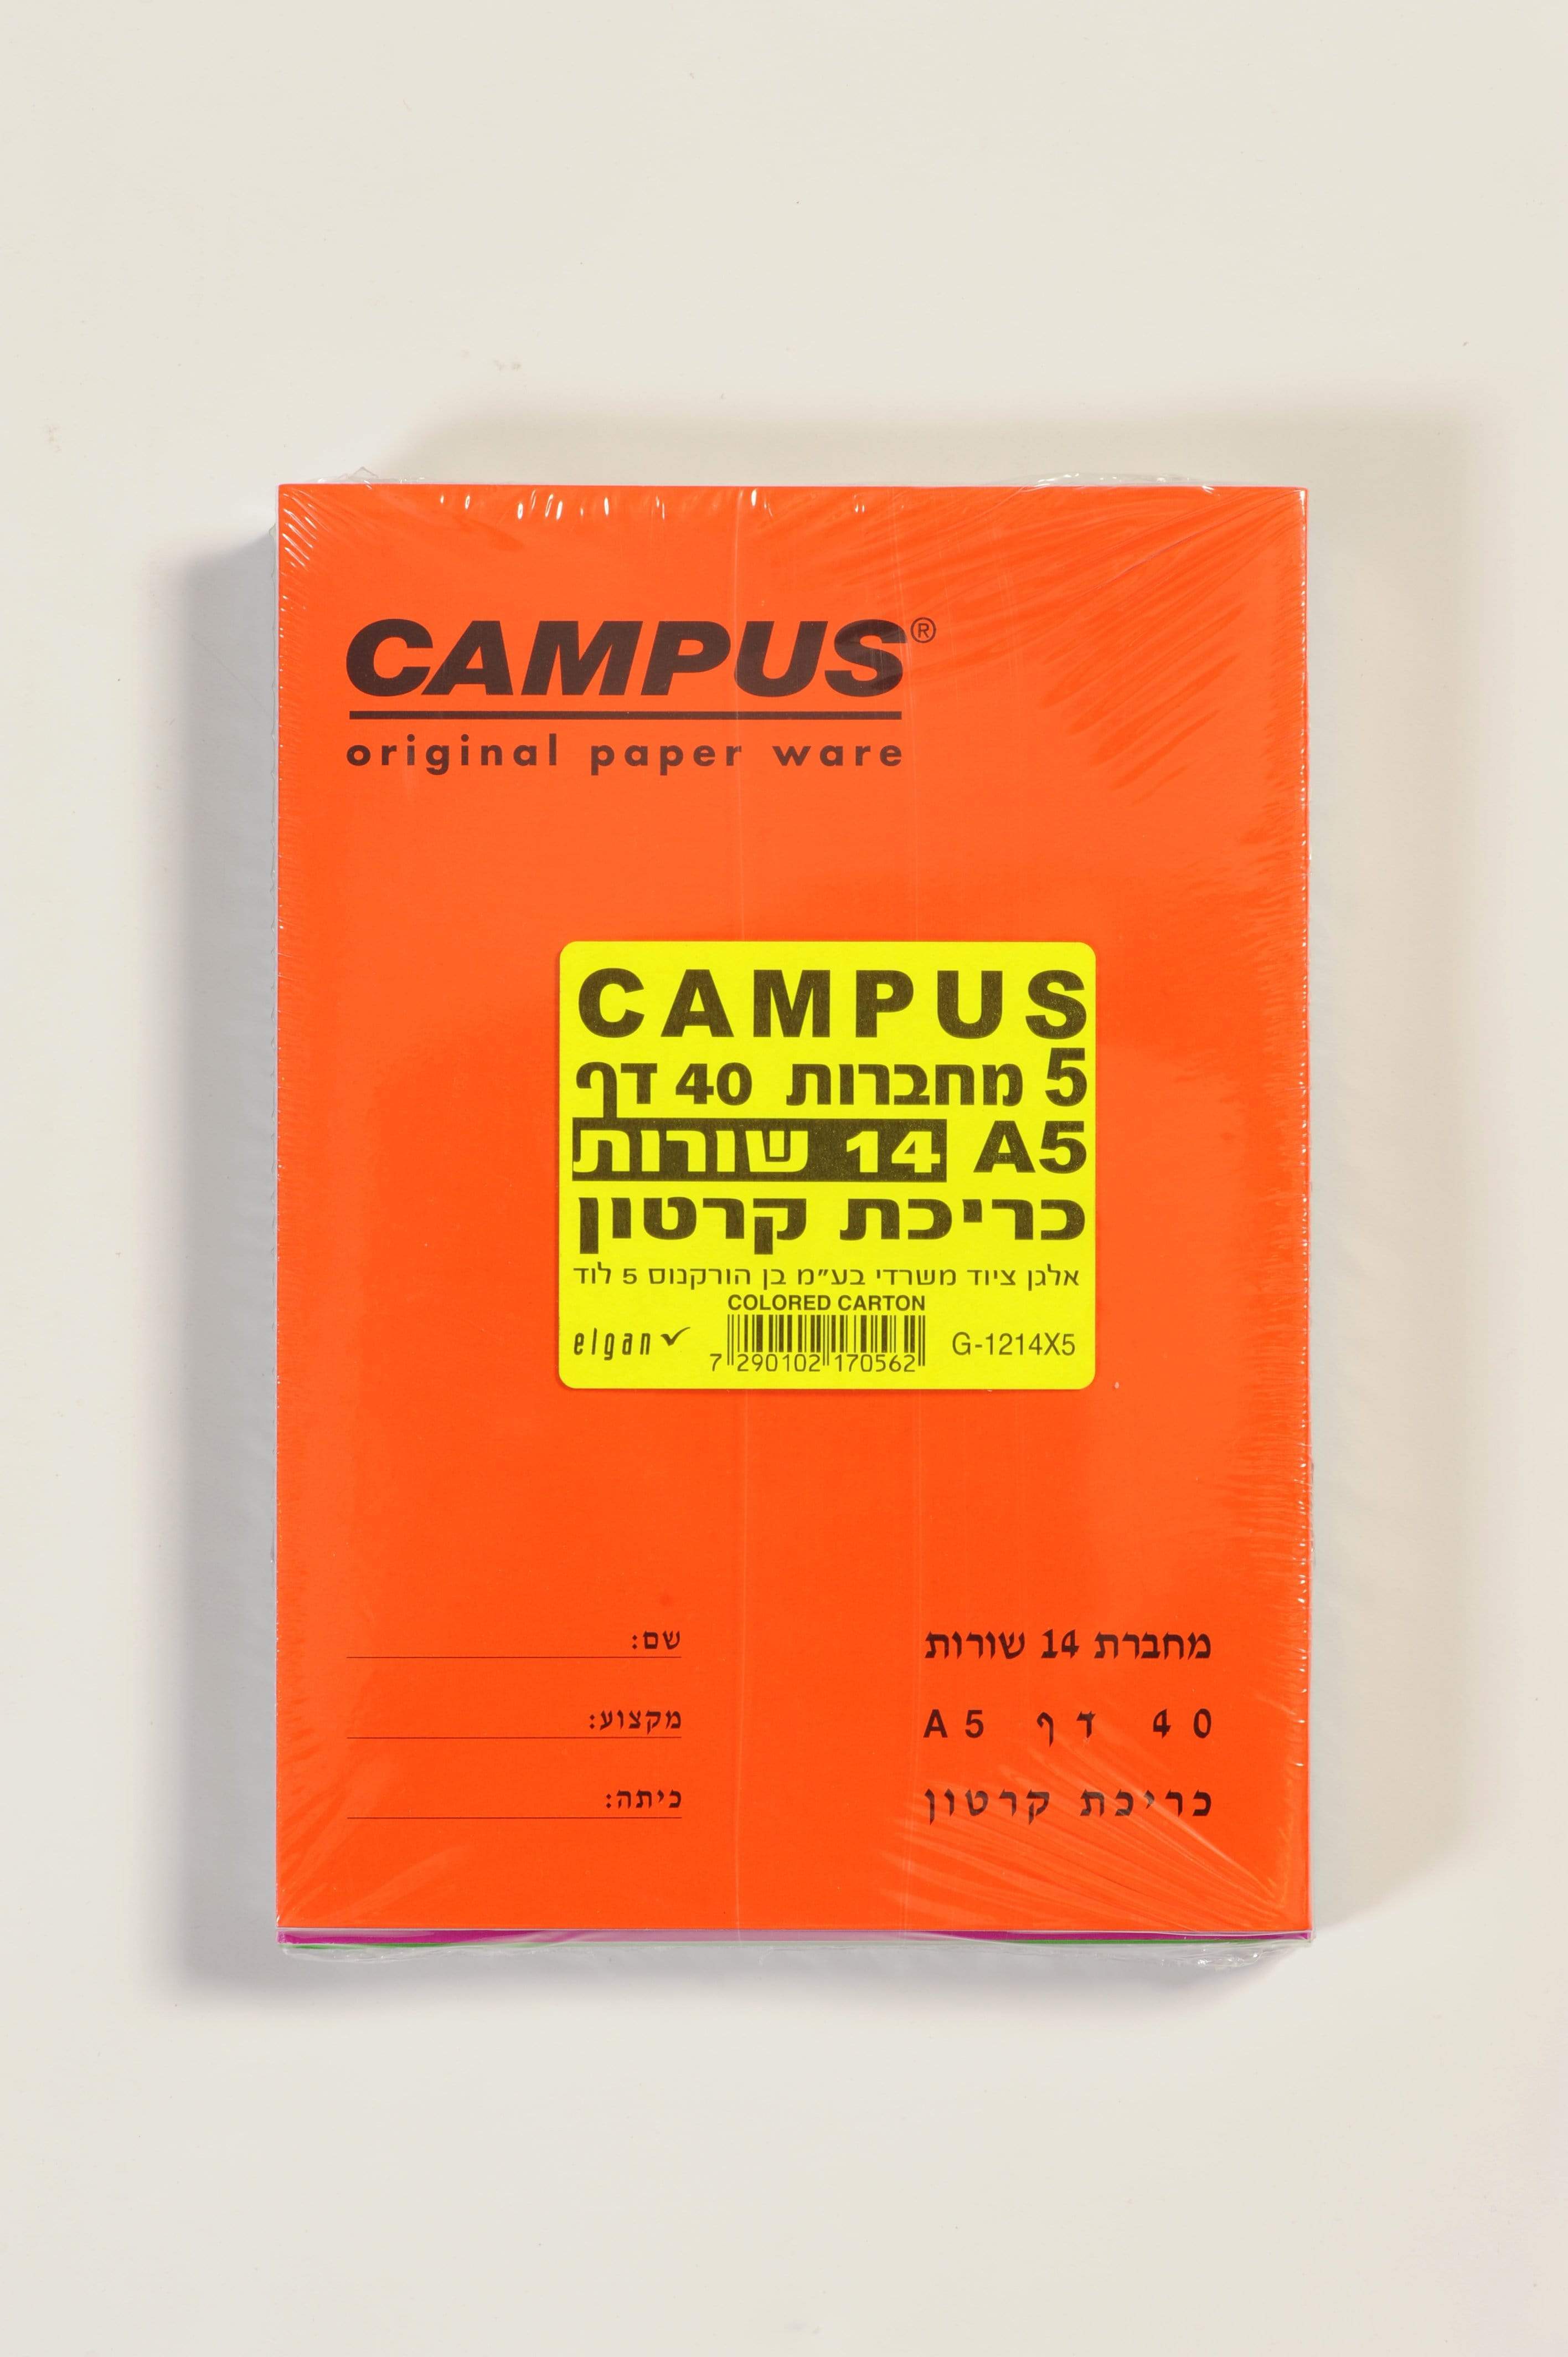 CAMPUS®
original paper ware
CAMPUS
5 מחברות 40 דף
A5 14 שורות
כריכת קרטון
אלגן ציוד משרדי בע"מ בן הורקנוס 5 לוד
COLORED CARTON
elgan
7 290102 170562
G-1214X5
מחברת 14 שורות
40 דף A5
כריכת קרטון
שם:
מקצוע:
כיתה: